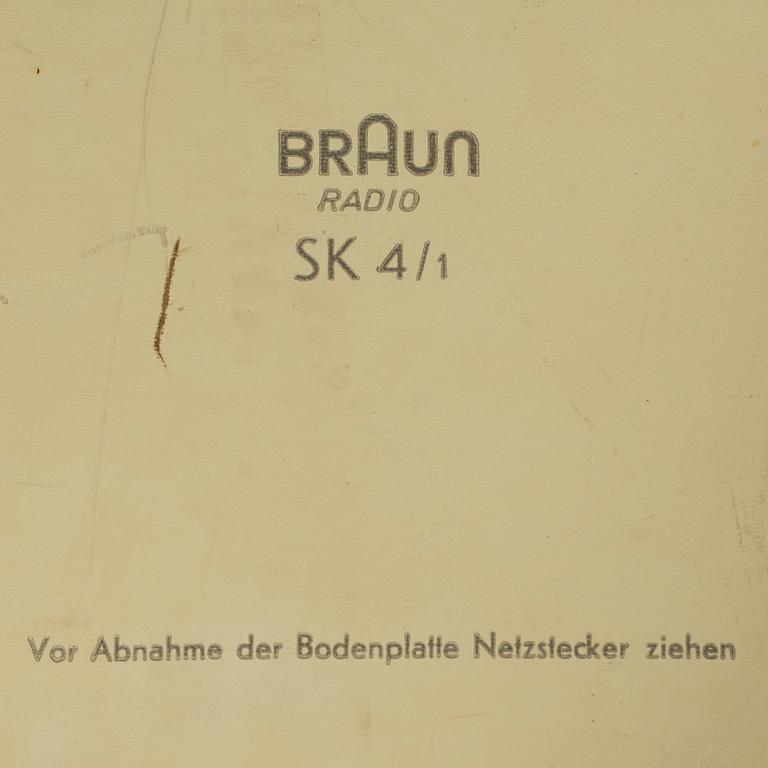 BRAUN
RADIO
SK 4/1
Vor Abnahme der Bodenplatte Netzstecker ziehen